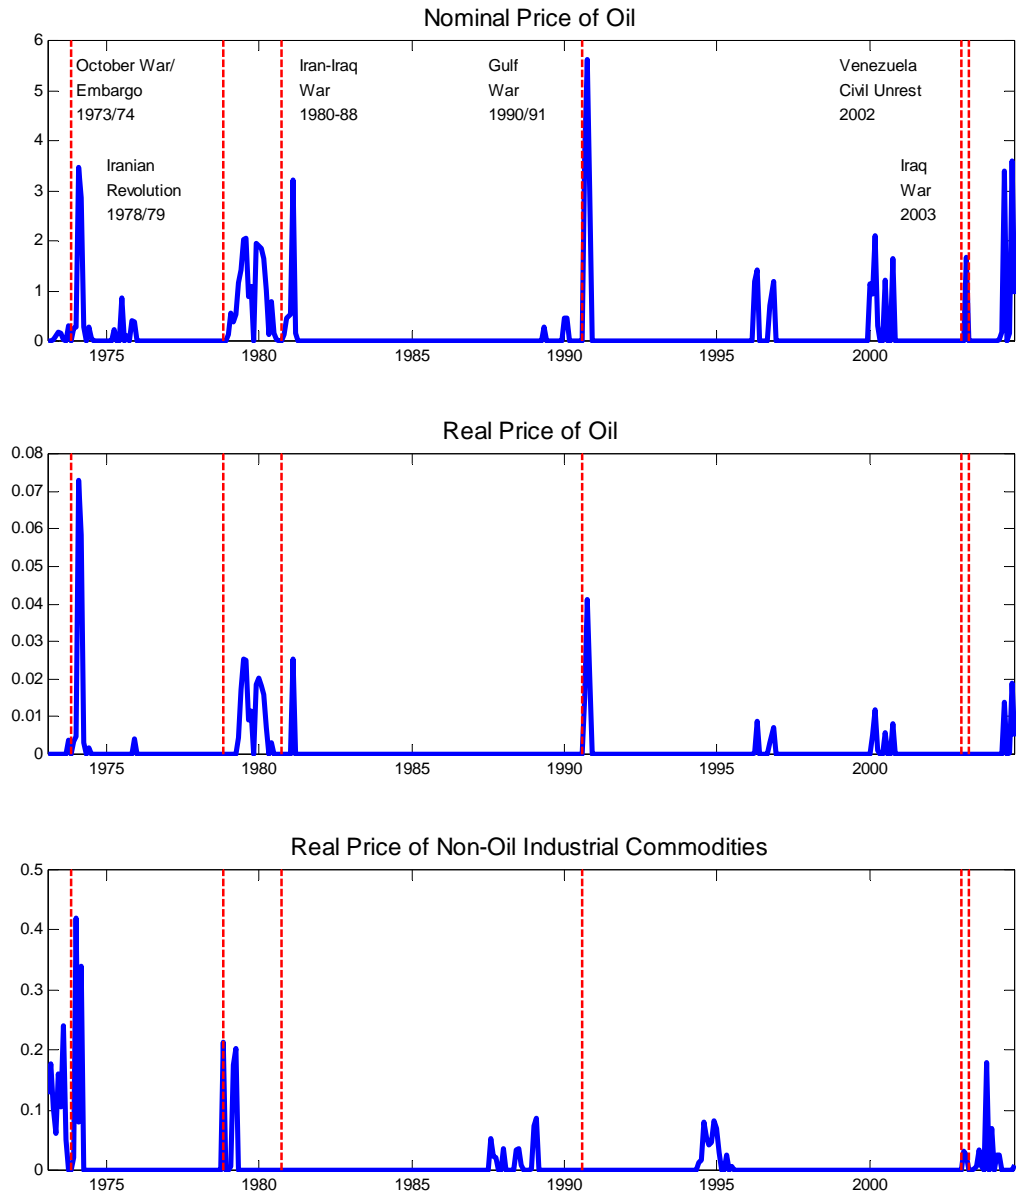 Nominal Price of Oil
6
5
4
3
2
1
0
October War/
Embargo
1973/74
Iranian
Revolution
1978/79
Iran-Iraq
War
1980-88
Gulf
War
1990/91
Venezuela
Civil Unrest
2002
Iraq
War
2003
1975 1980 1985 1990 1995 2000
Real Price of Oil
0.08
0.07
0.06
0.05
0.04
0.03
0.02
0.01
0
1975 1980 1985 1990 1995 2000
Real Price of Non-Oil Industrial Commodities
0.5
0.4
0.3
0.2
0.1
0
1975 1980 1985 1990 1995 2000